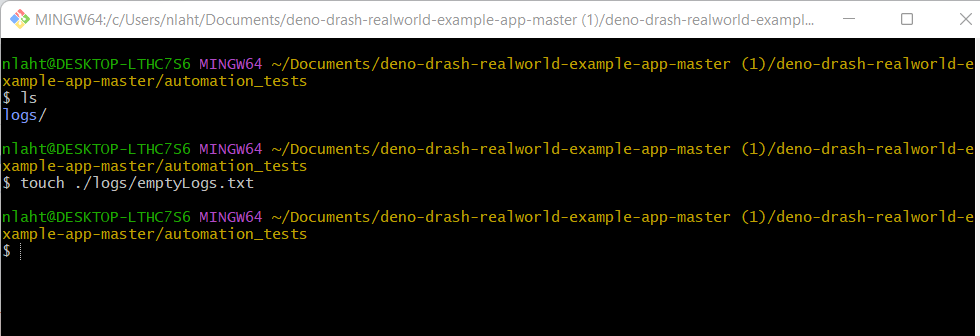 MINGW64:/c/Users/nlaht/Documents/deno-drash-realworld-example-app-master (1)/deno-drash-realworld-exampl...
nlaht@DESKTOP-LTHC7S6 MINGW64 ~/Documents/deno-drash-realworld-example-app-master (1)/deno-drash-realworld-e
xample-app-master/automation_tests
$ ls
logs/
nlaht@DESKTOP-LTHC7S6 MINGW64 ~/Documents/deno-drash-realworld-example-app-master (1)/deno-drash-realworld-e
xample-app-master/automation_tests
$ touch ./logs/emptyLogs.txt
nlaht@DESKTOP-LTHC7S6 MINGW64 ~/Documents/deno-drash-realworld-example-app-master (1)/deno-drash-realworld-e
xample-app-master/automation_tests
$